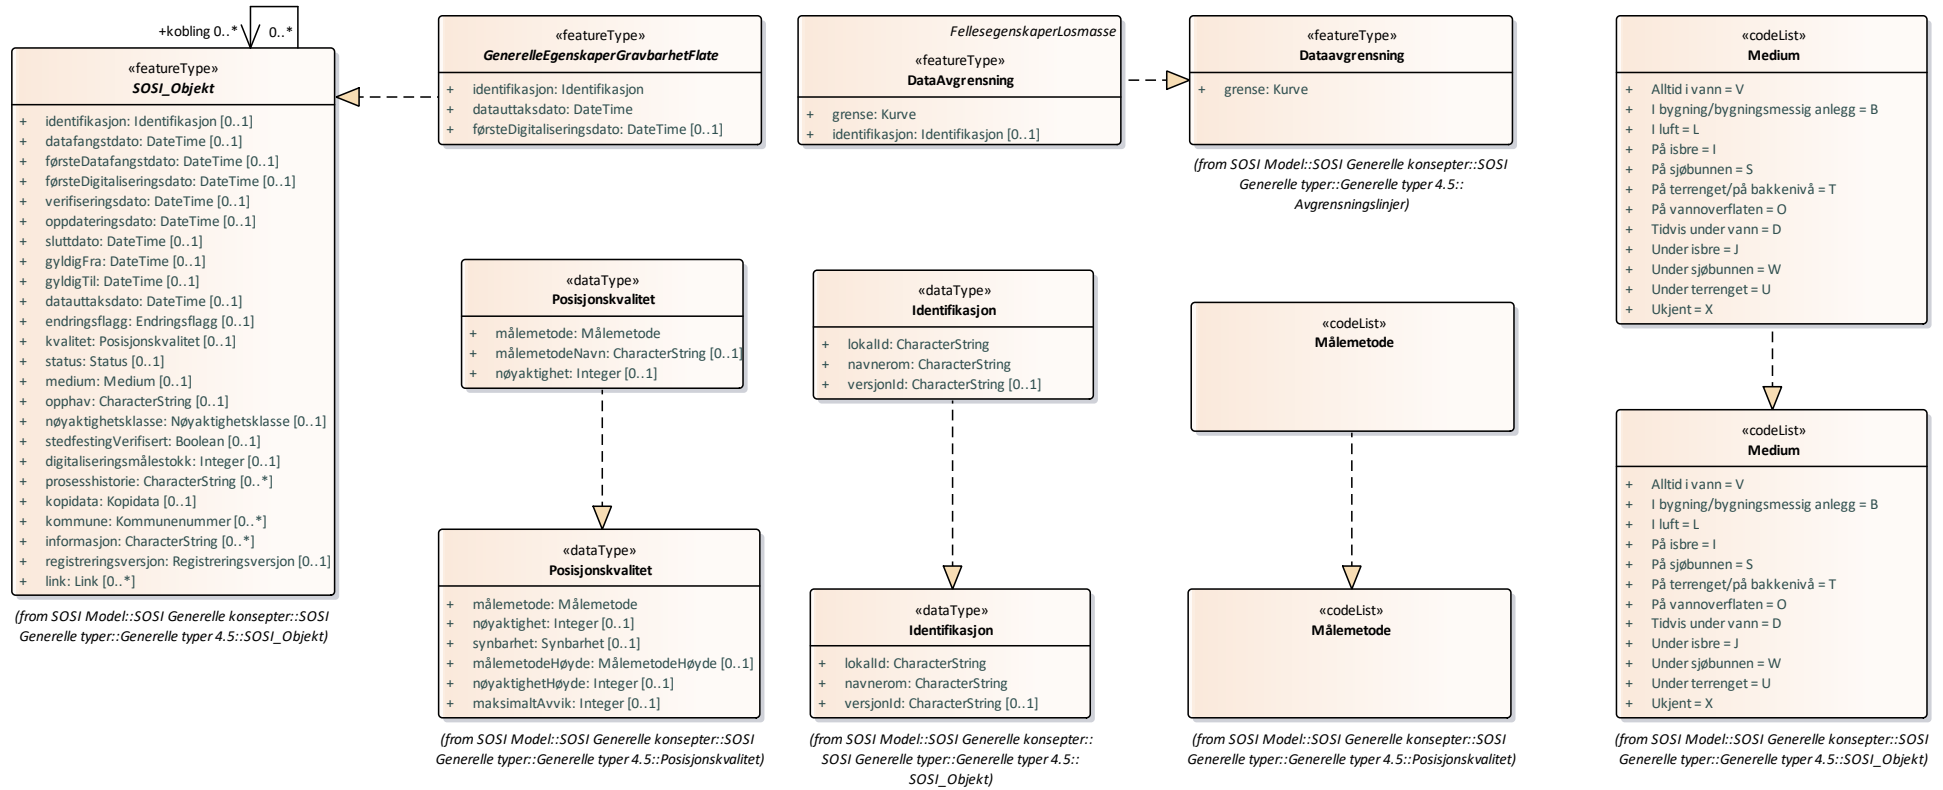 +kobling 0..*
0..*
«featureType»
SOSI_Objekt
+ identifikasjon: Identifikasjon [0..1]
+ datafangstdato: DateTime [0..1]
+ førsteDatafangstdato: DateTime [0..1]
+ førsteDigitaliseringsdato: DateTime [0..1]
+ verifiseringsdato: DateTime [0..1]
+ oppdateringsdato: DateTime [0..1]
+ sluttdato: DateTime [0..1]
+ gyldigFra: DateTime [0..1]
+ gyldigTil: DateTime [0..1]
+ datauttaksdato: DateTime [0..1]
+ endringsflagg: Endringsflagg [0..1]
+ kvalitet: Posisjonskvalitet [0..1]
+ status: Status [0..1]
+ medium: Medium [0..1]
+ opphav: CharacterString [0..1]
+ nøyaktighetsklasse: Nøyaktighetsklasse [0..1]
+ stedfestingVerifisert: Boolean [0..1]
+ digitaliseringsmålestokk: Integer [0..1]
+ prosesshistorie: CharacterString [0..*]
+ kopidata: Kopidata [0..1]
+ kommune: Kommunenummer [0..*]
+ informasjon: CharacterString [0..*]
+ registreringsversjon: Registreringsversjon [0..1]
+ link: Link [0..*]
(from SOSI Model::SOSI Generelle konsepter::SOSI
Generelle typer::Generelle typer 4.5::SOSI_Objekt)
«featureType»
GenerelleEgenskaperGravbarhetFlate
+ identifikasjon: Identifikasjon
+ datauttaksdato: DateTime
+ førsteDigitaliseringsdato: DateTime [0..1]
FellesegenskaperLosmasse
«featureType»
DataAvgrensning
+ grense: Kurve
+ identifikasjon: Identifikasjon [0..1]
«featureType»
Dataavgrensning
+ grense: Kurve
(from SOSI Model::SOSI Generelle konsepter::SOSI
Generelle typer::Generelle typer 4.5::
Avgrensningslinjer)
«codeList»
Medium
+ Alltid i vann = V
+ I bygning/bygningsmessig anlegg = B
+ I luft = L
+ På isbre = I
+ På sjøbunnen = S
+ På terrenget/på bakkenivå = T
+ På vannoverflaten = O
+ Tidvis under vann = D
+ Under isbre = J
+ Under sjøbunnen = W
+ Under terrenget = U
+ Ukjent = X
«dataType»
Posisjonskvalitet
+ målemetode: Målemetode
+ målemetodeNavn: CharacterString [0..1]
+ nøyaktighet: Integer [0..1]
«dataType»
Identifikasjon
+ lokalId: CharacterString
+ navnerom: CharacterString
+ versjonId: CharacterString [0..1]
«codeList»
Målemetode
«dataType»
Posisjonskvalitet
+ målemetode: Målemetode
+ nøyaktighet: Integer [0..1]
+ synbarhet: Synbarhet [0..1]
+ målemetodeHøyde: MålemetodeHøyde [0..1]
+ nøyaktighetHøyde: Integer [0..1]
+ maksimaltAvvik: Integer [0..1]
(from SOSI Model::SOSI Generelle konsepter::SOSI
Generelle typer::Generelle typer 4.5::Posisjonskvalitet)
«dataType»
Identifikasjon
+ lokalId: CharacterString
+ navnerom: CharacterString
+ versjonId: CharacterString [0..1]
(from SOSI Model::SOSI Generelle konsepter::
SOSI Generelle typer::Generelle typer 4.5::
SOSI_Objekt)
«codeList»
Målemetode
(from SOSI Model::SOSI Generelle konsepter::SOSI
Generelle typer::Generelle typer 4.5::Posisjonskvalitet)
«codeList»
Medium
+ Alltid i vann = V
+ I bygning/bygningsmessig anlegg = B
+ I luft = L
+ På isbre = I
+ På sjøbunnen = S
+ På terrenget/på bakkenivå = T
+ På vannoverflaten = O
+ Tidvis under vann = D
+ Under isbre = J
+ Under sjøbunnen = W
+ Under terrenget = U
+ Ukjent = X
(from SOSI Model::SOSI Generelle konsepter::SOSI
Generelle typer::Generelle typer 4.5::SOSI_Objekt)